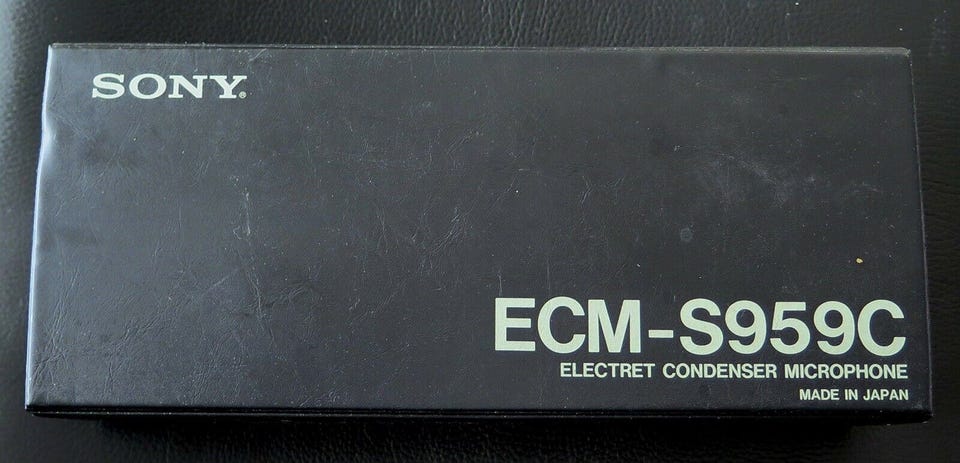 SONY®
ECM-S959C
ELECTRET CONDENSER MICROPHONE
MADE IN JAPAN